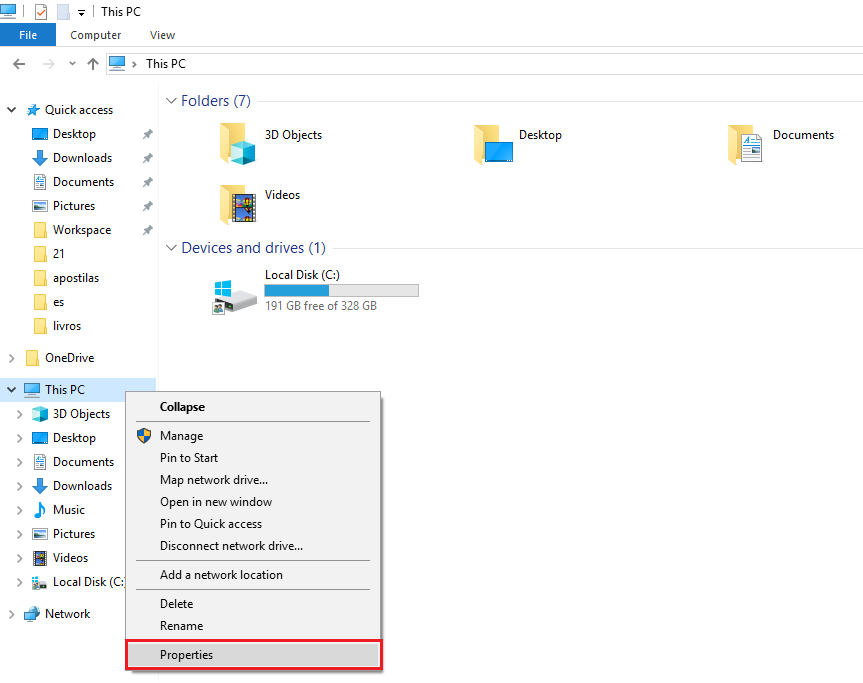 This PC
File Computer View
This PC
Quick access
Desktop
Downloads
Documents
Pictures
Workspace
21
apostilas
es
livros
OneDrive
This PC
3D Objects
Desktop
Documents
Downloads
Music
Pictures
Videos
Local Disk (C:)
Network
Folders (7)
3D Objects
Desktop
Documents
Videos
Devices and drives (1)
Local Disk (C:)
191 GB free of 328 GB
Collapse
Manage
Pin to Start
Map network drive...
Open in new window
Pin to Quick access
Disconnect network drive...
Add a network location
Delete
Rename
Properties